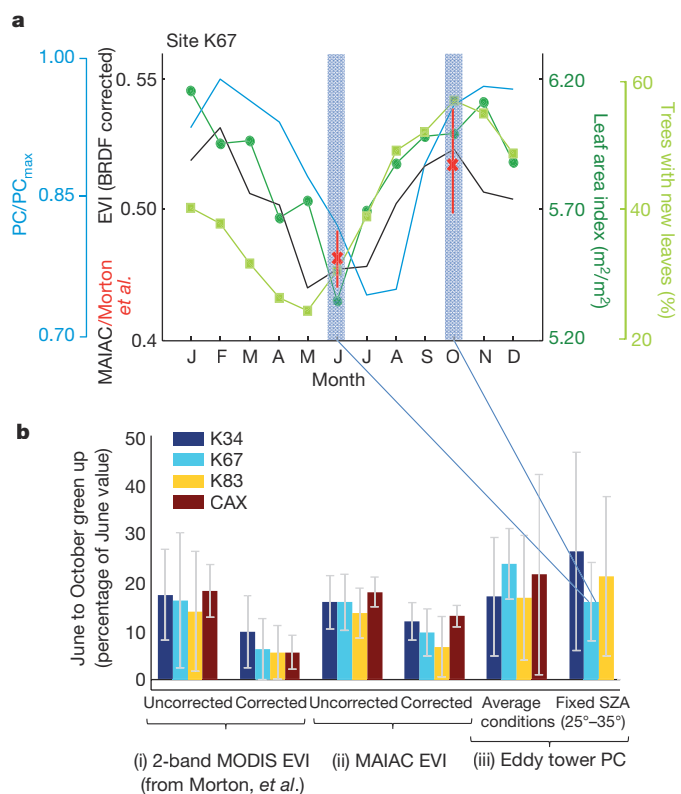 a
Site K67
1.00
0.85
0.70
PC/PCmax
0.55
0.50
0.4
EVI (BRDF corrected)
MAIAC/Morton et al.
6.20
5.70
5.20
Leaf area index (m²/m²)
60
40
20
Trees with new leaves (%)
J F M A M J J A S O N D
Month
b
50
40
30
20
10
0
June to October green up
(percentage of June value)
K34
K67
K83
CAX
Uncorrected Corrected Uncorrected Corrected Average Fixed SZA
conditions (25°–35°)
(i) 2-band MODIS EVI (ii) MAIAC EVI (iii) Eddy tower PC
(from Morton, et al.)